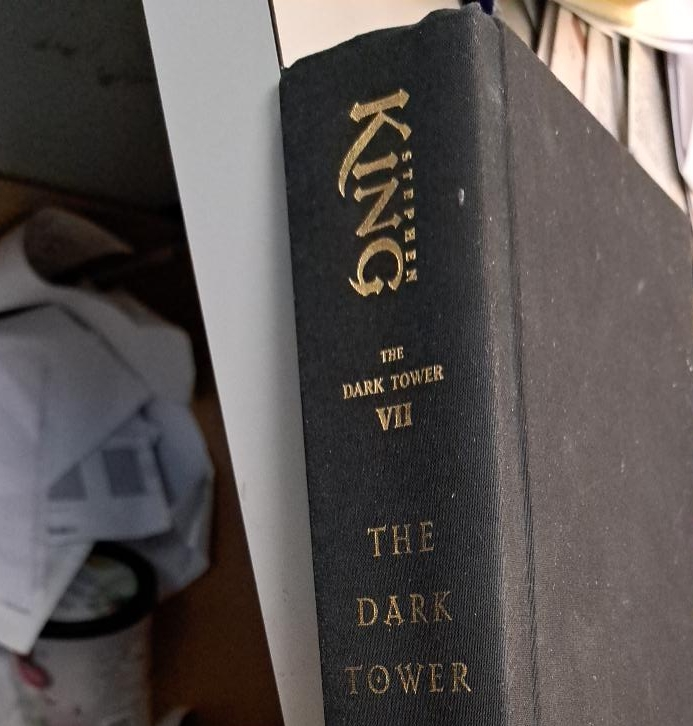 STEPHEN
KING
THE
DARK TOWER
VII
THE
DARK
TOWER